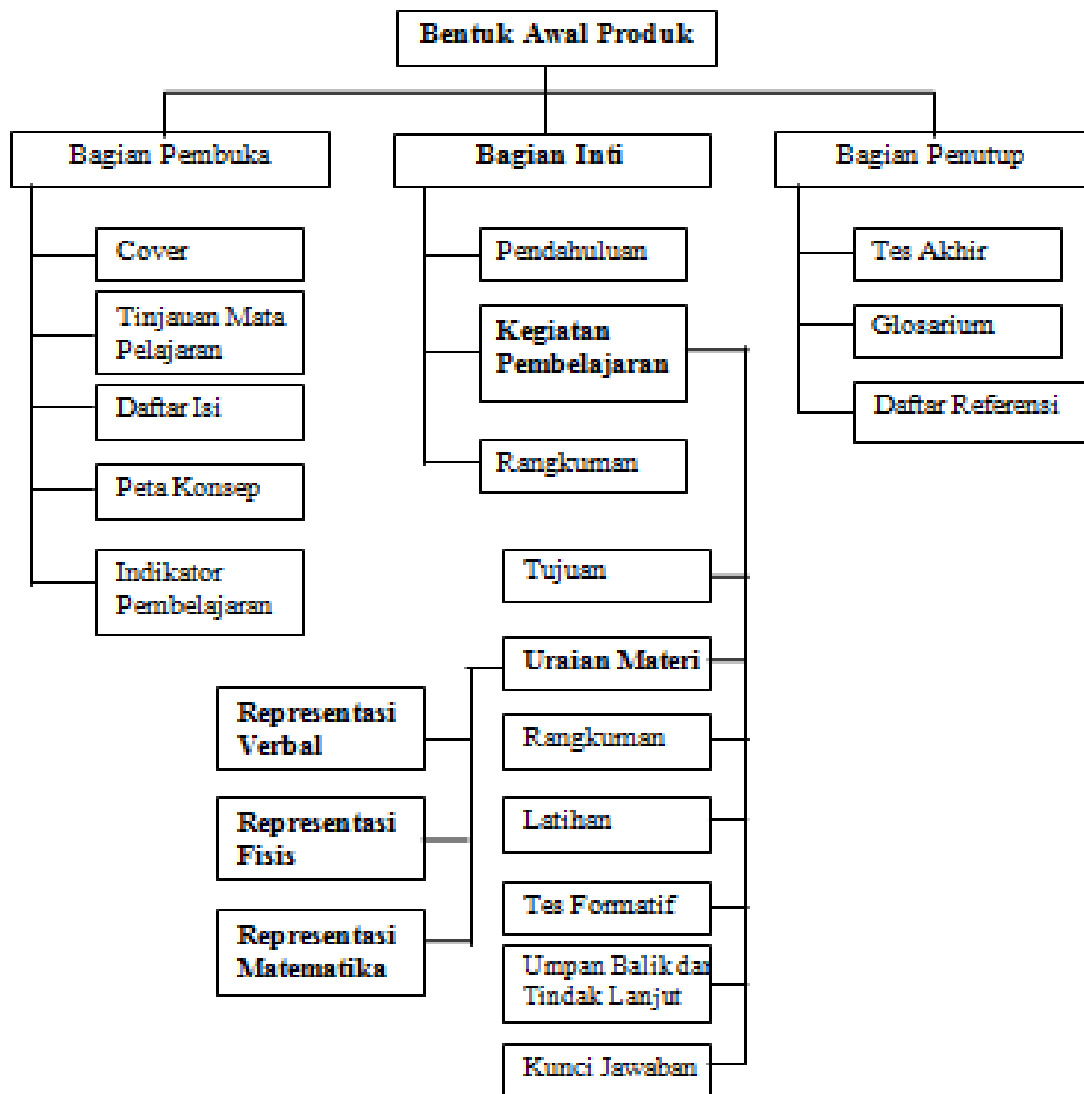 Bentuk Awal Produk
Bagian Pembuka
Bagian Inti
Bagian Penutup
Cover
Tinjauan Mata
Pelajaran
Daftar Isi
Peta Konsep
Indikator
Pembelajaran
Pendahuluan
Kegiatan
Pembelajaran
Rangkuman
Tes Akhir
Glosarium
Daftar Referensi
Tujuan
Uraian Materi
Rangkuman
Latihan
Tes Formatif
Umpan Balik dan
Tindak Lanjut
Kunci Jawaban
Representasi
Verbal
Representasi
Fisis
Representasi
Matematika